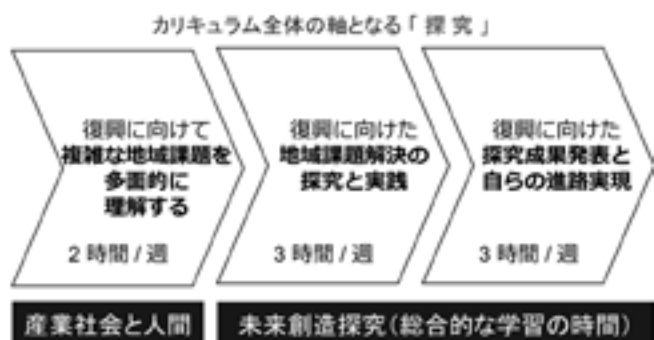 カリキュラム全体の軸となる「 探 究 」
復興に向けて
複雑な地域課題を
多面的に
理解する
2 時間 / 週
復興に向けた
地域課題解決の
探究と実践
3 時間 / 週
復興に向けた
探究成果発表と
自らの進路実現
3 時間 / 週
産業社会と人間
未来創造探究(総合的な学習の時間)